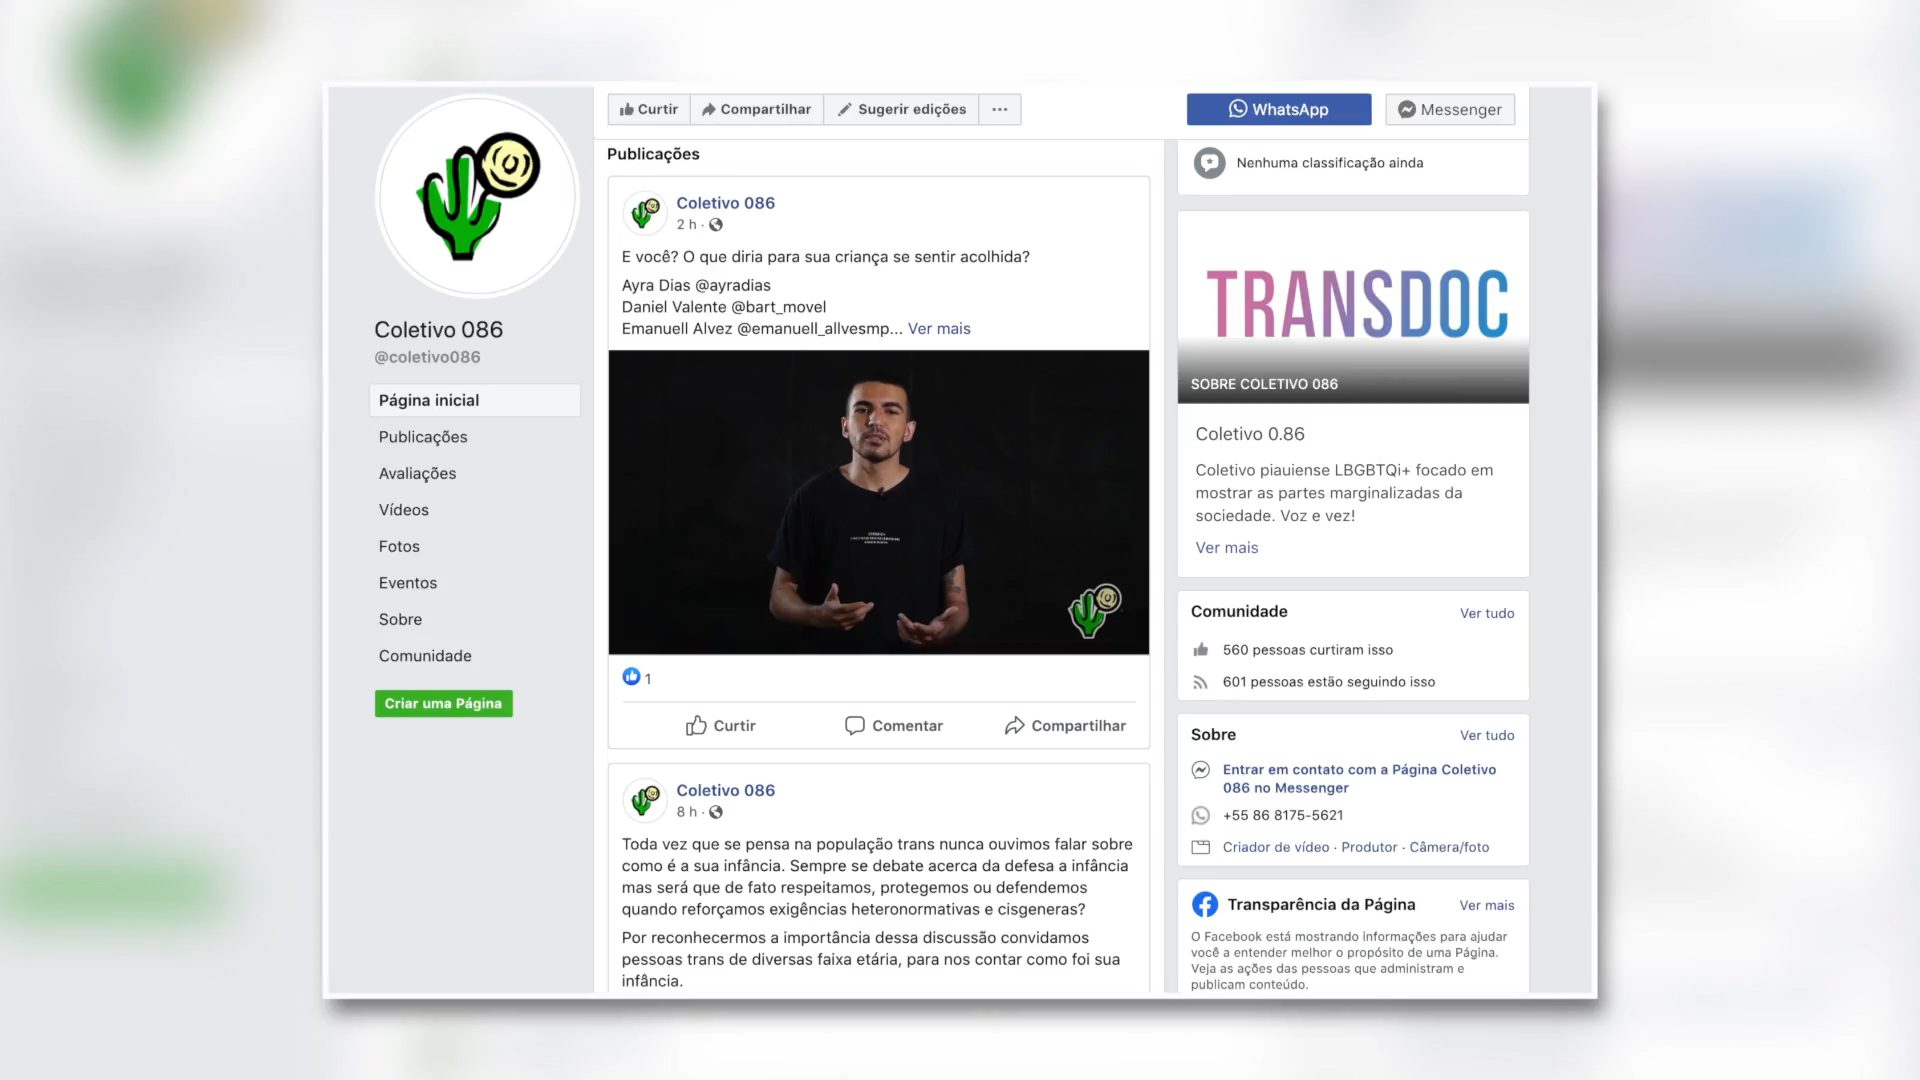 Curtir
Compartilhar
Sugerir edições
WhatsApp
Messenger
Coletivo 086
@coletivo086
Página inicial
Publicações
Avaliações
Vídeos
Fotos
Eventos
Sobre
Comunidade
Criar uma Página
Publicações
Coletivo 086
2 h ·
E você? O que diria para sua criança se sentir acolhida?
Ayra Dias @ayradias
Daniel Valente @bart_movel
Emanuell Alvez @emanuell_allvesmp... Ver mais
1
Curtir
Comentar
Compartilhar
Coletivo 086
8 h ·
Toda vez que se pensa na população trans nunca ouvimos falar sobre
como é a sua infância. Sempre se debate acerca da defesa a infância
mas será que de fato respeitamos, protegemos ou defendemos
quando reforçamos exigências heteronormativas e cisgeneras?
Por reconhecermos a importância dessa discussão convidamos
pessoas trans de diversas faixa etária, para nos contar como foi sua
infância.
Nenhuma classificação ainda
TRANSDOC
SOBRE COLETIVO 086
Coletivo 0.86
Coletivo piauiense LBGBTQi+ focado em
mostrar as partes marginalizadas da
sociedade. Voz e vez!
Ver mais
Comunidade
Ver tudo
560 pessoas curtiram isso
601 pessoas estão seguindo isso
Sobre
Ver tudo
Entrar em contato com a Página Coletivo
086 no Messenger
+55 86 8175-5621
Criador de vídeo · Produtor · Câmera/foto
Transparência da Página
Ver mais
O Facebook está mostrando informações para ajudar
você a entender melhor o propósito de uma Página.
Veja as ações das pessoas que administram e
publicam conteúdo.